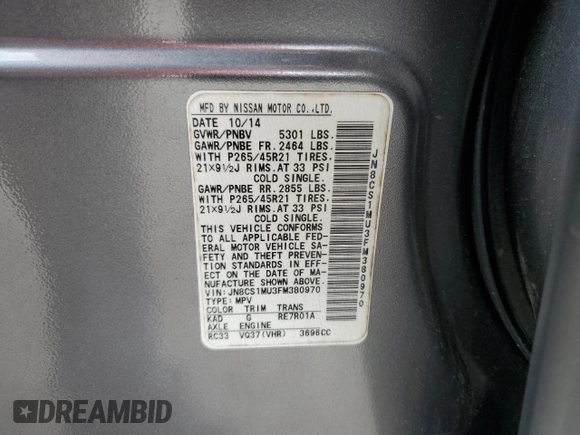 MFD BY NISSAN MOTOR CO.,LTD.
DATE 10/14
GVWR/PNBV 5301 LBS.
GAWR/PNBE FR. 2464 LBS.
WITH P265/45R21 TIRES.
21×9½J RIMS.AT 33 PSI
COLD SINGLE.
GAWR/PNBE RR. 2855 LBS.
WITH P265/45R21 TIRES.
21×9½J RIMS.AT 33 PSI
COLD SINGLE.
THIS VEHICLE CONFORMS
TO ALL APPLICABLE FED-
ERAL MOTOR VEHICLE SA-
FETY AND THEFT PREVEN-
TION STANDARDS IN EFF-
ECT ON THE DATE OF MA-
NUFACTURE SHOWN ABOVE.
VIN: JN8CS1MU3FM380970
TYPE: MPV
COLOR TRIM TRANS
KAD G RE7R01A
AXLE ENGINE
RC33 VQ37(VHR) 3696CC
JN8CS1MU3FM380970
DREAMBID